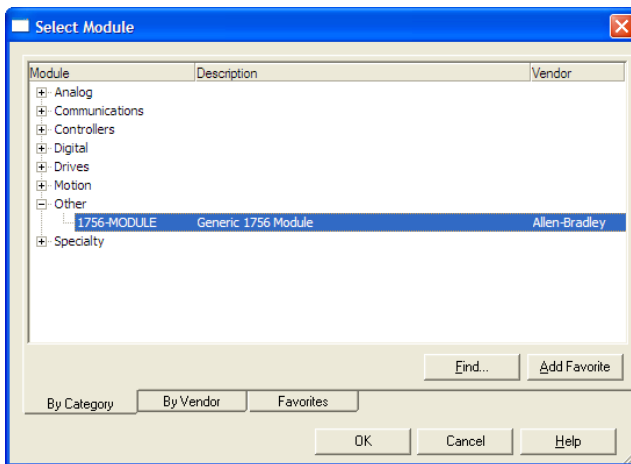 Select Module
Module Description Vendor
Analog
Communications
Controllers
Digital
Drives
Motion
Other
1756-MODULE Generic 1756 Module Allen-Bradley
Specialty
Find... Add Favorite
By Category By Vendor Favorites
OK Cancel Help